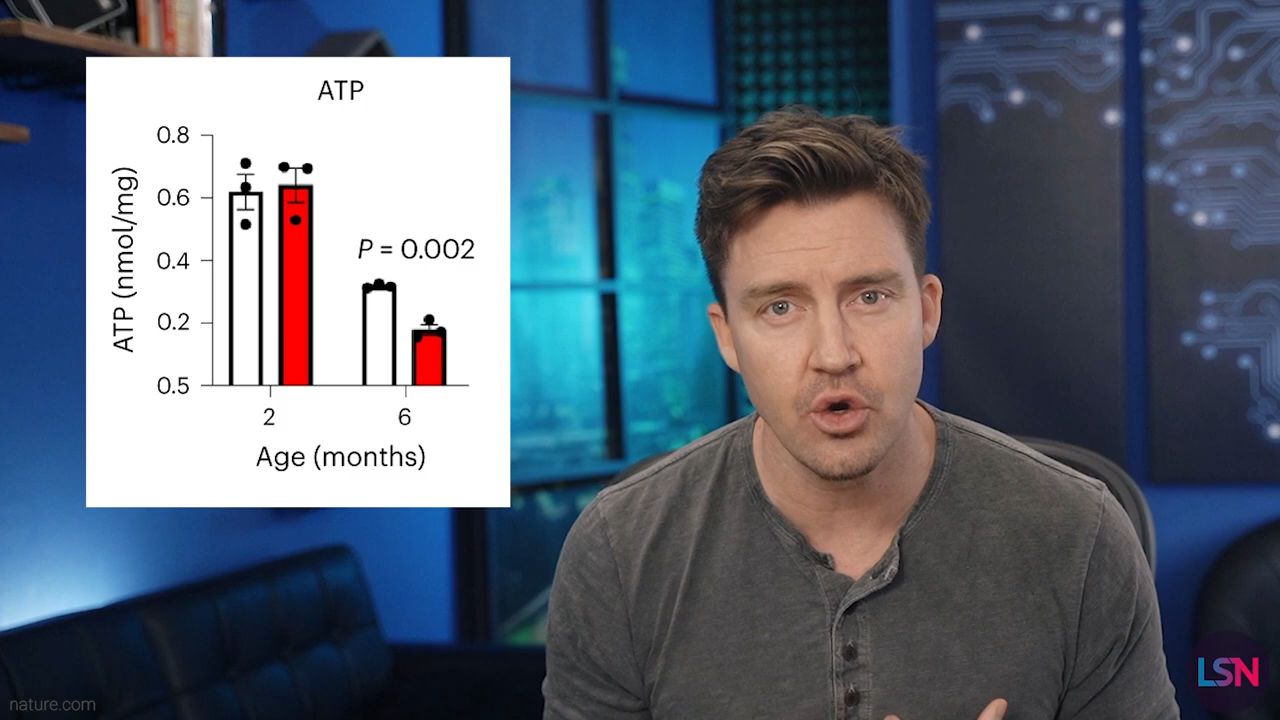 ATP
0.8
0.6
0.4
0.2
0.5
ATP (nmol/mg)
P = 0.002
2
6
Age (months)
nature.com
LSN